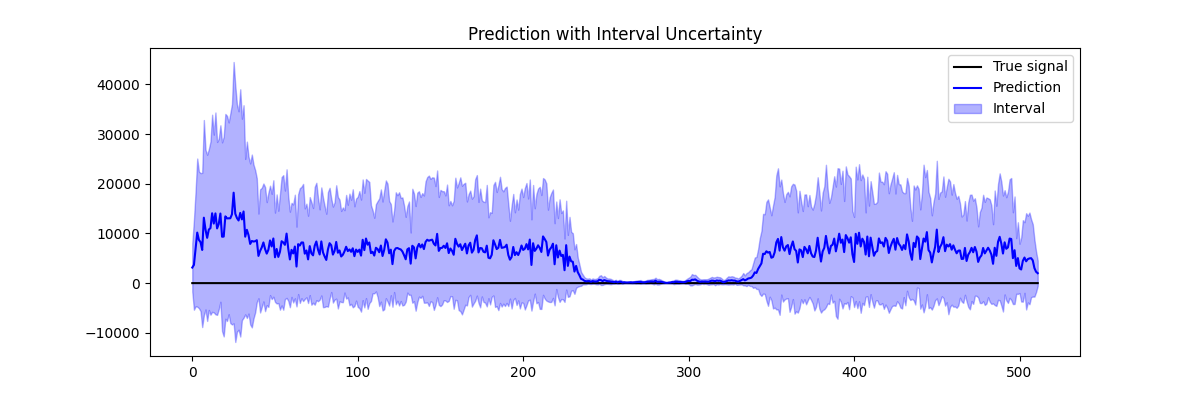 Prediction with Interval Uncertainty
True signal
Prediction
Interval
40000
30000
20000
10000
0
−10000
0 100 200 300 400 500